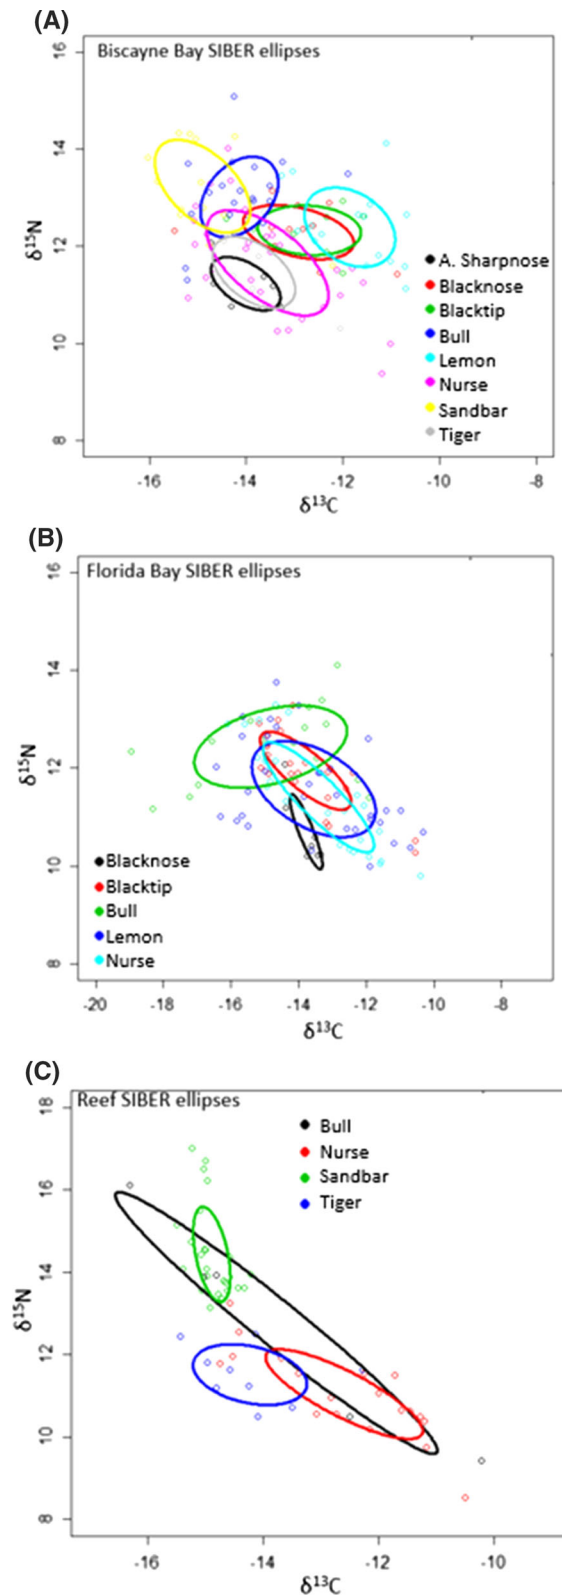 (A)
Biscayne Bay SIBER ellipses
16
14
12
10
8
δ15N
A. Sharpnose
Blacknose
Blacktip
Bull
Lemon
Nurse
Sandbar
Tiger
-16
-14
-12
-10
-8
δ13C
(B)
Florida Bay SIBER ellipses
16
14
12
10
8
δ15N
Blacknose
Blacktip
Bull
Lemon
Nurse
-20
-18
-16
-14
-12
-10
δ13C
(C)
Reef SIBER ellipses
18
16
14
12
10
8
δ15N
Bull
Nurse
Sandbar
Tiger
-16
-14
-12
-10
δ13C